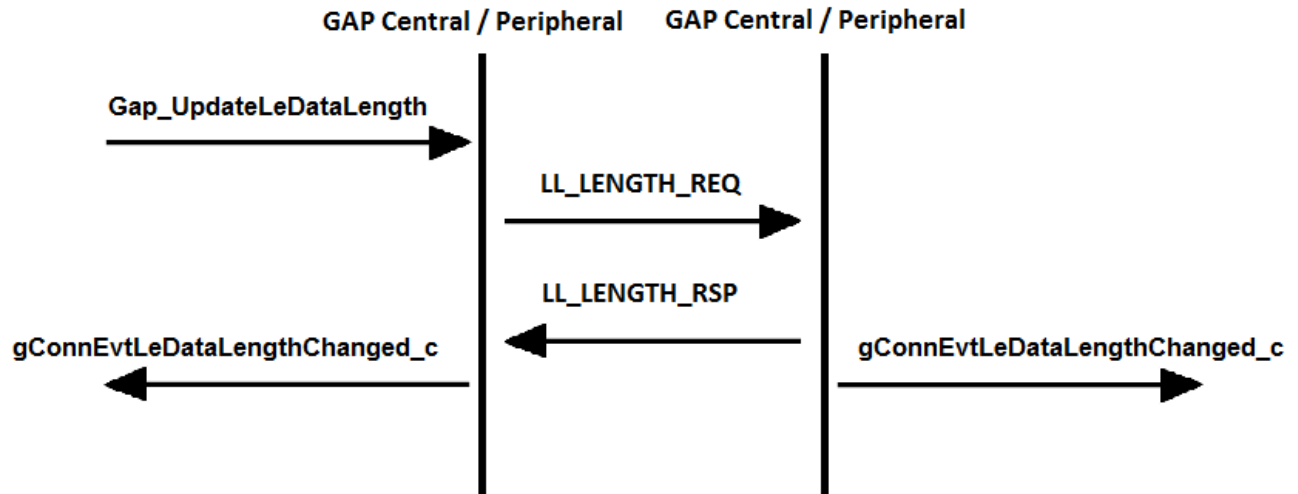 GAP Central / Peripheral
GAP Central / Peripheral
Gap_UpdateLeDataLength
LL_LENGTH_REQ
LL_LENGTH_RSP
gConnEvtLeDataLengthChanged_c
gConnEvtLeDataLengthChanged_c